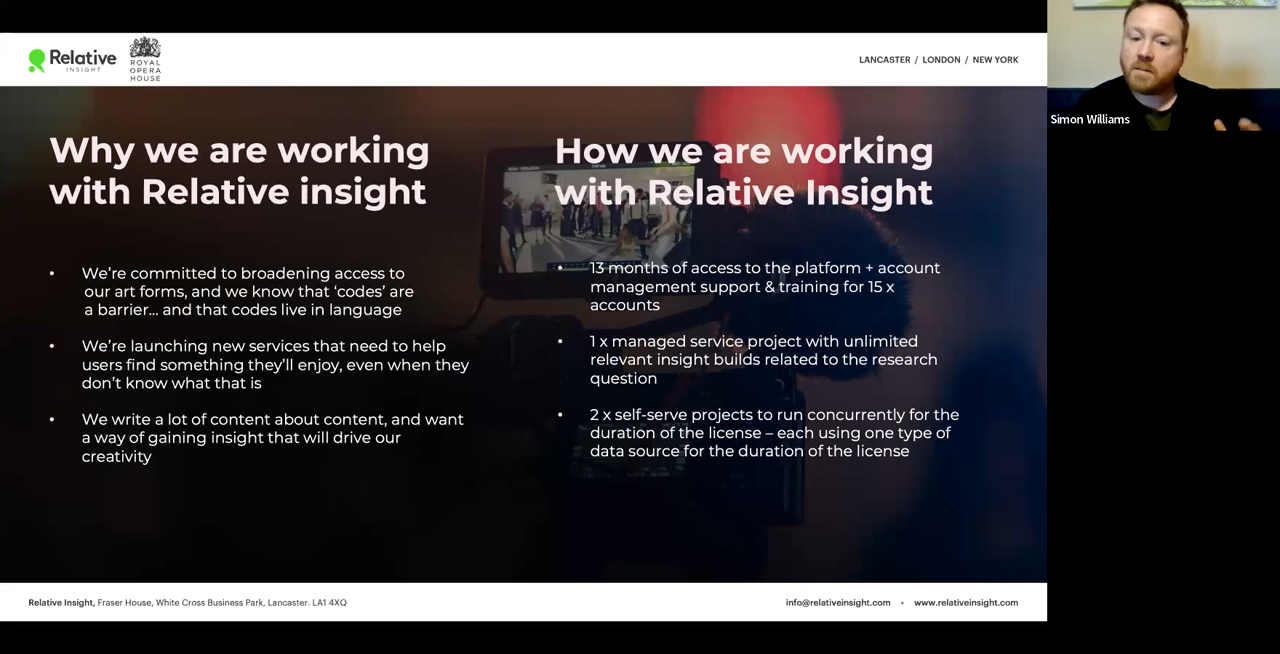 Relative
INSIGHT
ROYAL
OPERA
HOUSE
LANCASTER / LONDON / NEW YORK
Simon Williams
Why we are working
with Relative insight
• We’re committed to broadening access to
our art forms, and we know that ‘codes’ are
a barrier... and that codes live in language
• We’re launching new services that need to help
users find something they’ll enjoy, even when they
don’t know what that is
• We write a lot of content about content, and want
a way of gaining insight that will drive our
creativity
How we are working
with Relative Insight
• 13 months of access to the platform + account
management support & training for 15 x
accounts
• 1 x managed service project with unlimited
relevant insight builds related to the research
question
• 2 x self-serve projects to run concurrently for the
duration of the license – each using one type of
data source for the duration of the license
Relative Insight, Fraser House, White Cross Business Park, Lancaster. LA1 4XQ
info@relativeinsight.com • www.relativeinsight.com